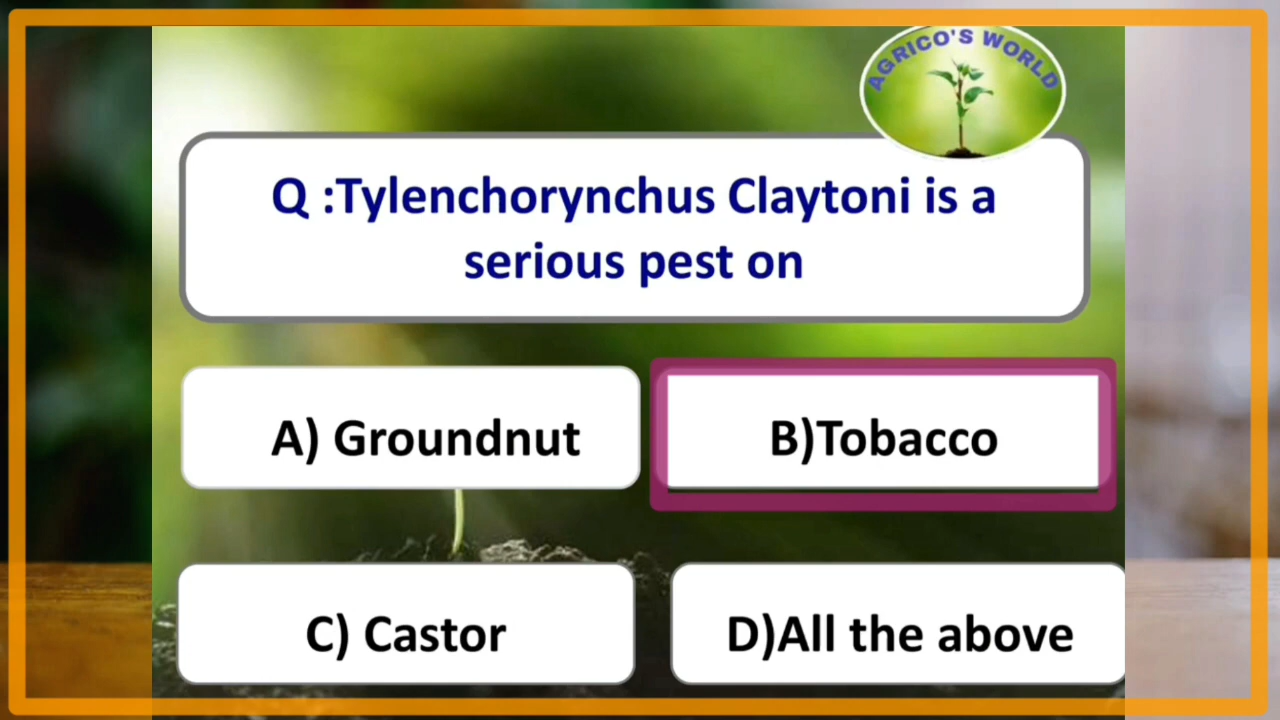 AGRICO'S WORLD
Q :Tylenchorynchus Claytoni is a
serious pest on
A) Groundnut
B)Tobacco
C) Castor
D)All the above